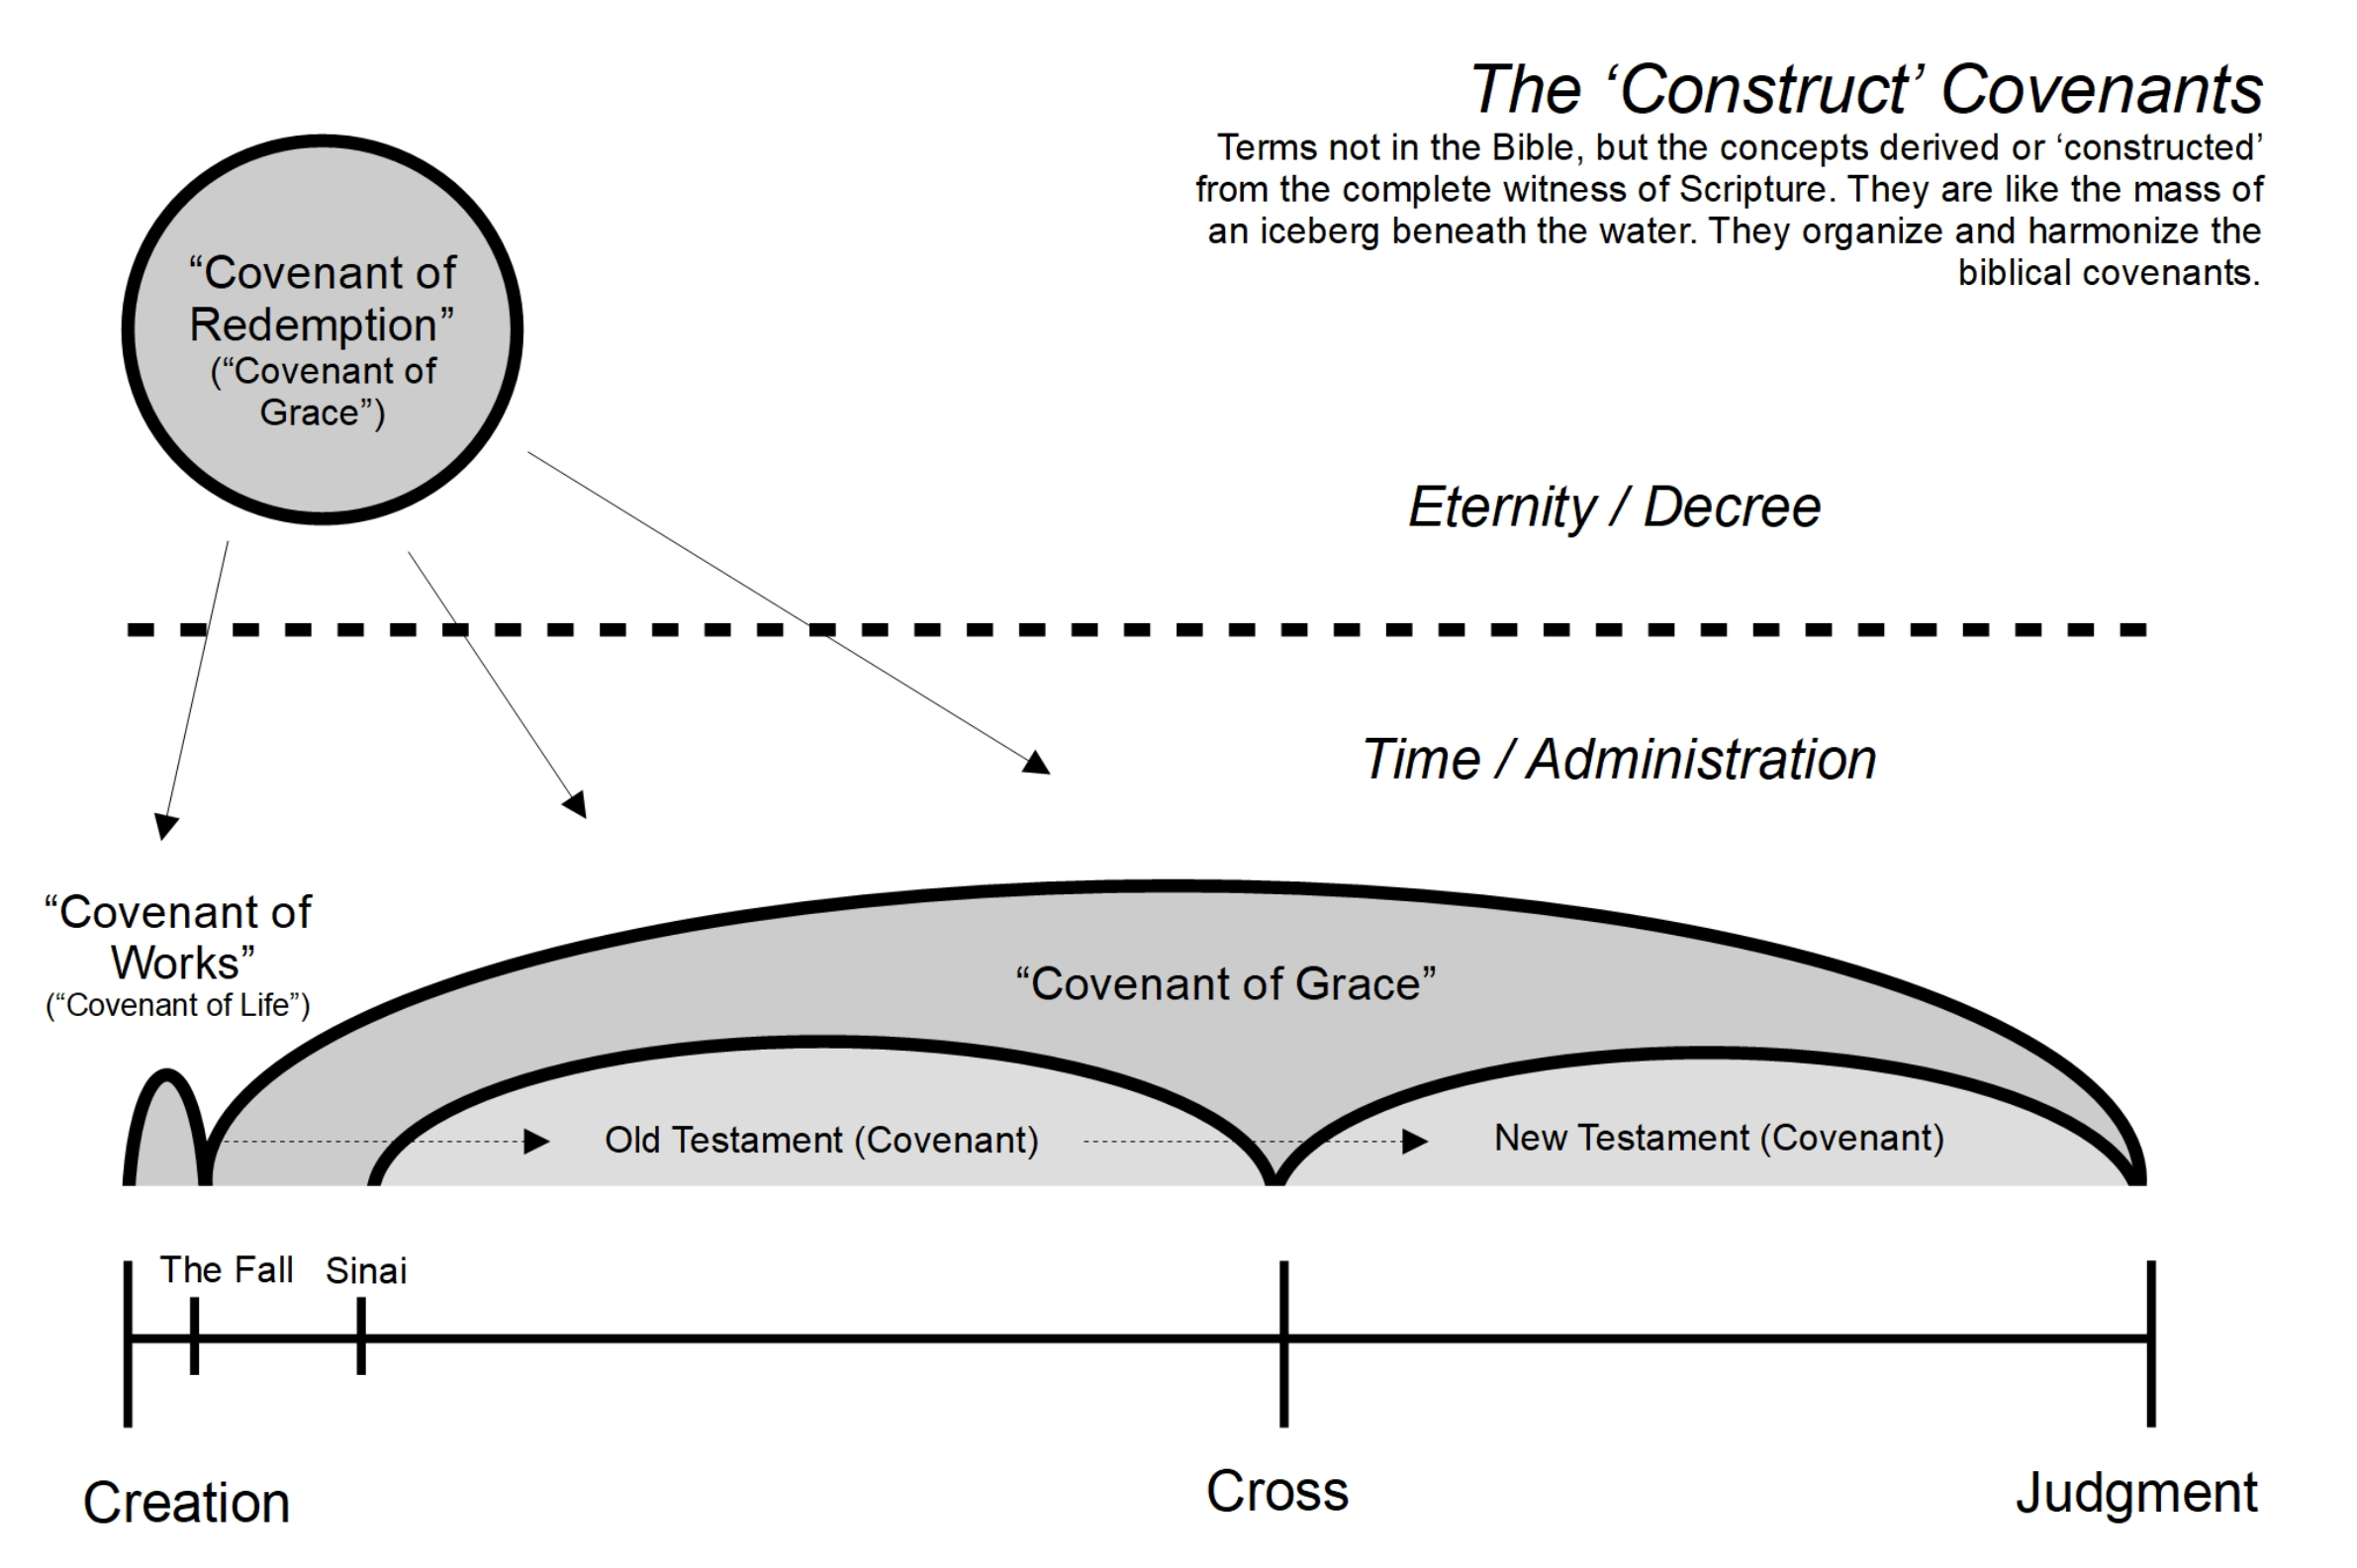 The ‘Construct’ Covenants
Terms not in the Bible, but the concepts derived or ‘constructed’
from the complete witness of Scripture. They are like the mass of
an iceberg beneath the water. They organize and harmonize the
biblical covenants.
“Covenant of
Redemption”
(“Covenant of
Grace”)
Eternity / Decree
Time / Administration
“Covenant of
Works”
(“Covenant of Life”)
“Covenant of Grace”
Old Testament (Covenant)
New Testament (Covenant)
The Fall
Sinai
Creation
Cross
Judgment